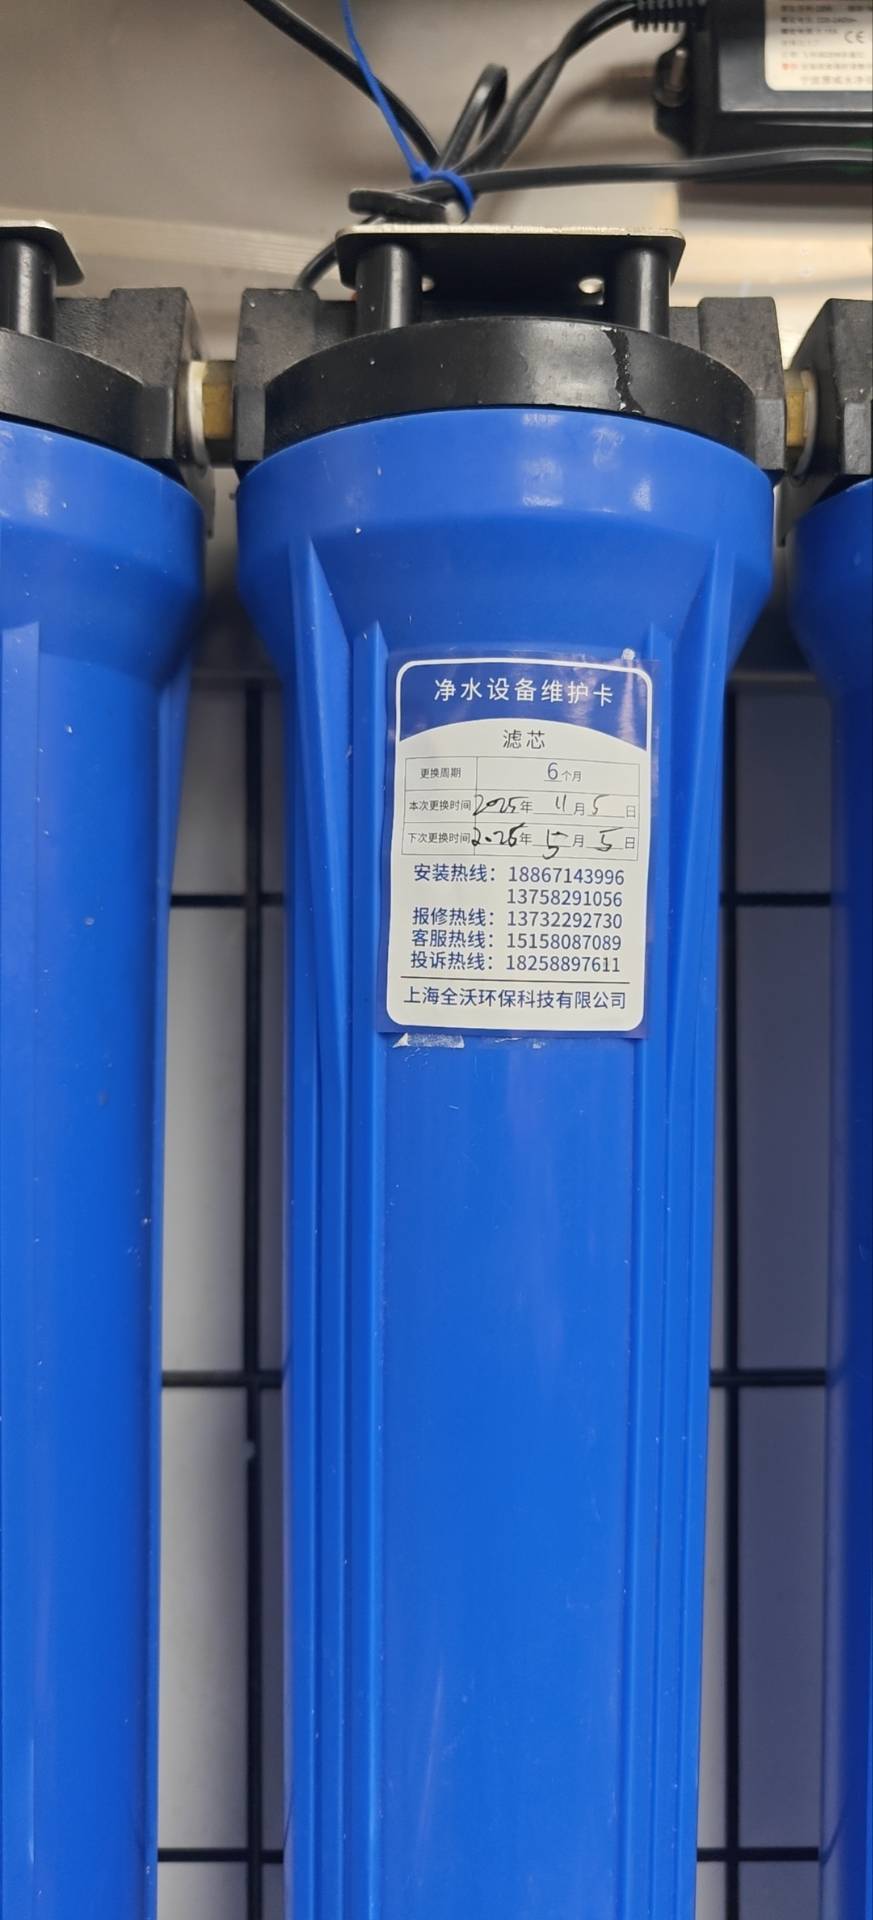 CE
净水设备维护卡
滤芯
更换周期 6个月
本次更换时间 2025年 11月 5日
下次更换时间 2026年 5月 5日
安装热线：18867143996
13758291056
报修热线：13732292730
客服热线：15158087089
投诉热线：18258897611
上海全沃环保科技有限公司